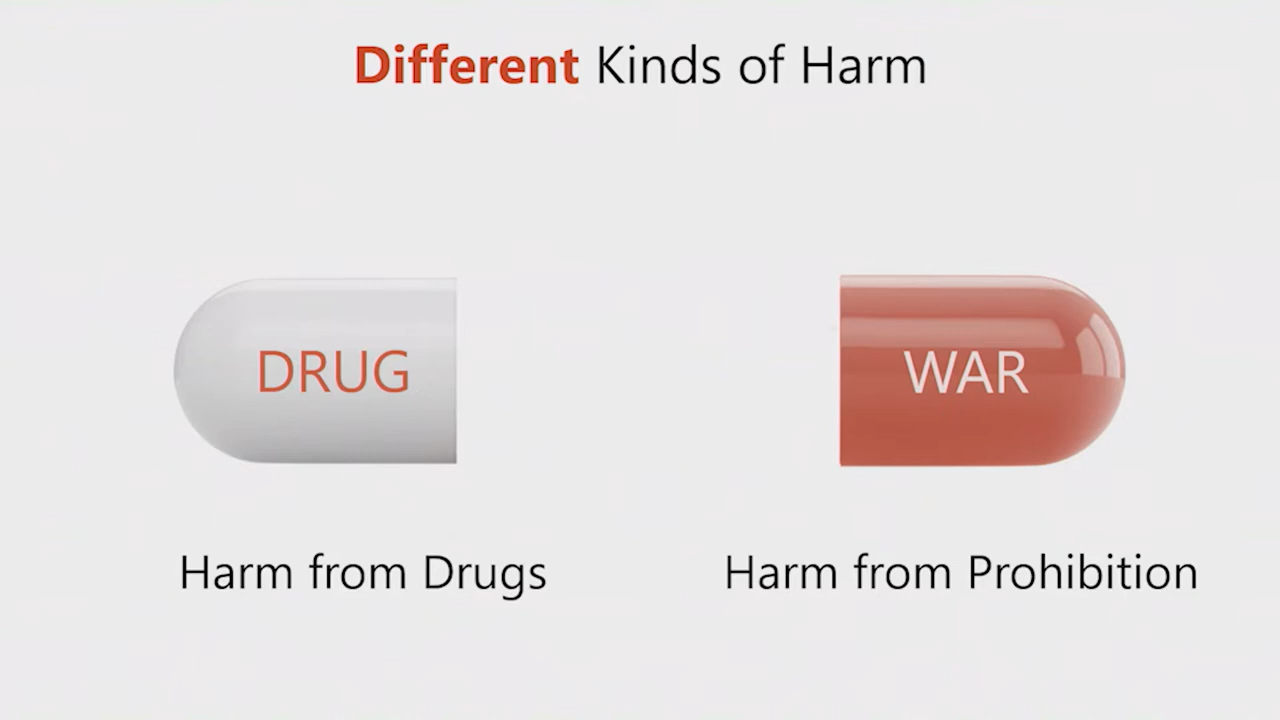 Different Kinds of Harm
DRUG
WAR
Harm from Drugs
Harm from Prohibition